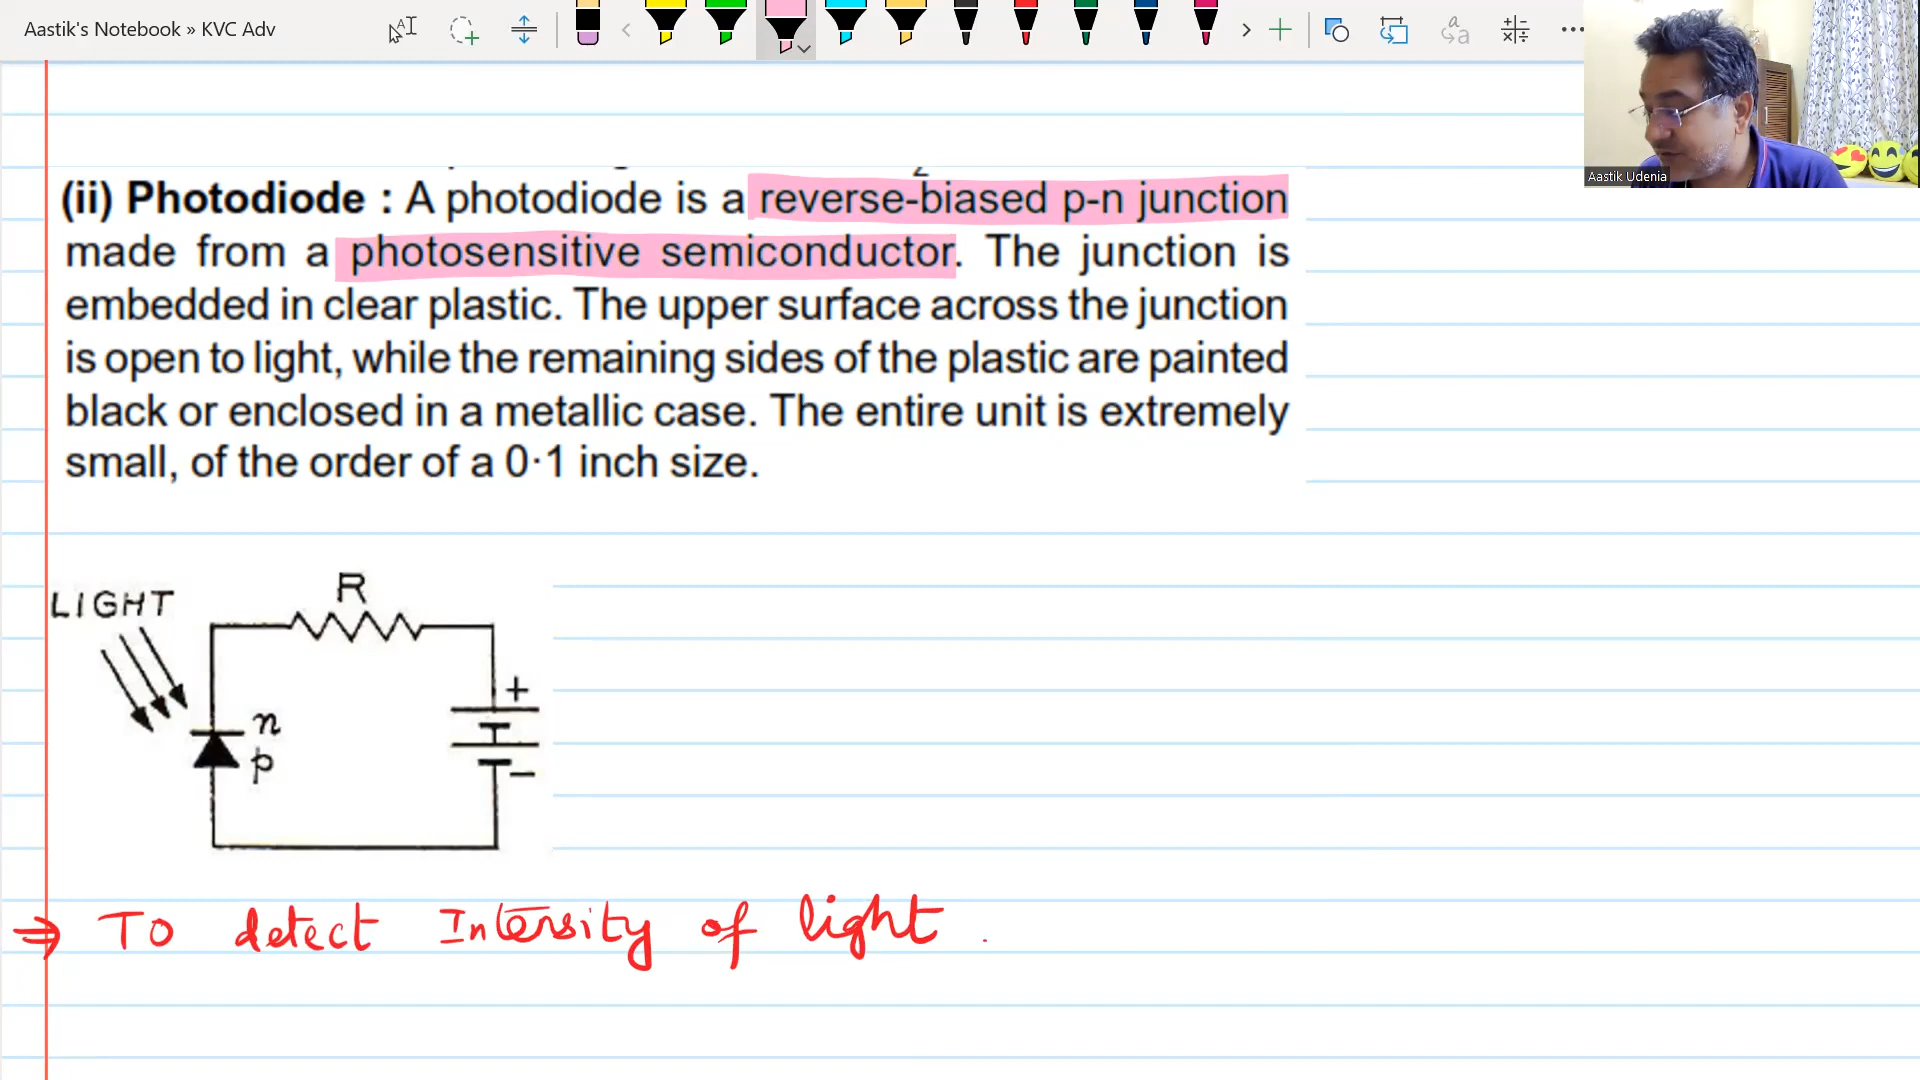 Aastik's Notebook » KVC Adv
Aastik Udenia
(ii) Photodiode : A photodiode is a reverse-biased p-n junction
made from a photosensitive semiconductor. The junction is
embedded in clear plastic. The upper surface across the junction
is open to light, while the remaining sides of the plastic are painted
black or enclosed in a metallic case. The entire unit is extremely
small, of the order of a 0·1 inch size.
R
LIGHT
+
n
p
−
⇒ To detect Intensity of light .